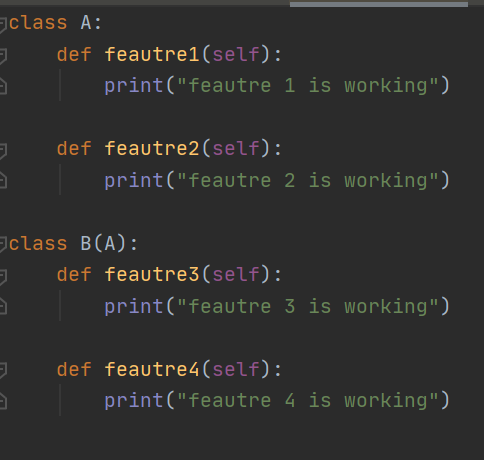 class A:
    def feautre1(self):
        print("feautre 1 is working")
    def feautre2(self):
        print("feautre 2 is working")
class B(A):
    def feautre3(self):
        print("feautre 3 is working")
    def feautre4(self):
        print("feautre 4 is working")